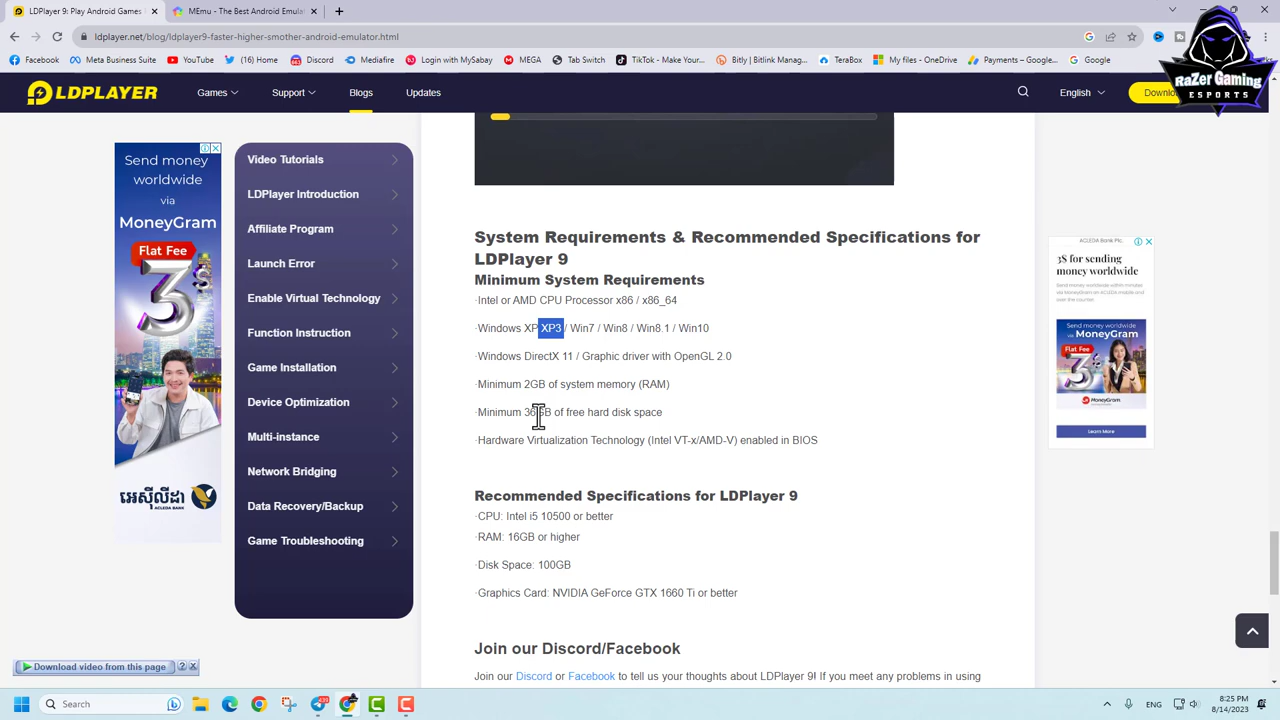 LDPlayer 9: Faster, Higher, Smo
MEmu - The Best Android Emulat
ldplayer.net/blog/ldplayer9-faster-higher-smother-android-emulator.html
Facebook
Meta Business Suite
(16) Home
Discord
Mediafire
Login with MySabay
MEGA
Tab Switch
TikTok - Make Your...
Bitly | Bitlink Manag...
TeraBox
My files - OneDrive
Google
RaZer Gaming
ESPORTS
LDPLAYER
Games
Support
Blogs
Updates
English
Send money
worldwide
via
MoneyGram
Flat Fee
3$
អេស៊ីលីដា
Video Tutorials
LDPlayer Introduction
Affiliate Program
Launch Error
Enable Virtual Technology
Function Instruction
Game Installation
Device Optimization
Multi-instance
Network Bridging
Data Recovery/Backup
Game Troubleshooting
System Requirements & Recommended Specifications for
LDPlayer 9
Minimum System Requirements
·Intel or AMD CPU Processor x86 / x86_64
·Windows XP XP3 / Win7 / Win8 / Win8.1 / Win10
·Windows DirectX 11 / Graphic driver with OpenGL 2.0
·Minimum 2GB of system memory (RAM)
·Minimum 36GB of free hard disk space
·Hardware Virtualization Technology (Intel VT-x/AMD-V) enabled in BIOS
Recommended Specifications for LDPlayer 9
·CPU: Intel i5 10500 or better
·RAM: 16GB or higher
·Disk Space: 100GB
·Graphics Card: NVIDIA GeForce GTX 1660 Ti or better
Join our Discord/Facebook
Join our Discord or Facebook to tell us your thoughts about LDPlayer 9! If you meet any problems in using
ACLEDA Bank Plc.
3$ for sending
money worldwide
Send money worldwide
via MoneyGram
Flat Fee
3$
Learn More
Download video from this page
Search
ENG
8:25 PM
8/14/2023